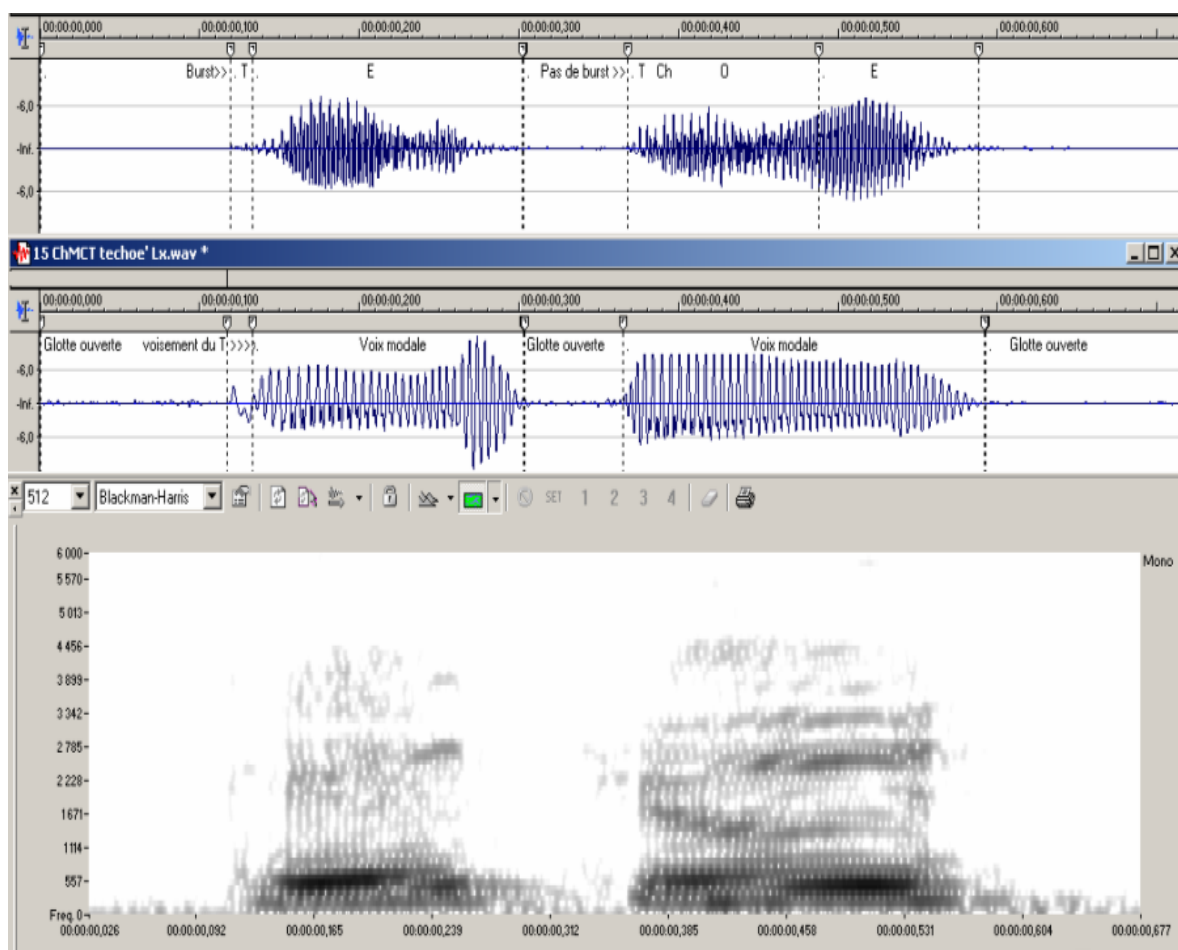 00:00:00,000 00:00:00,100 00:00:00,200 00:00:00,300 00:00:00,400 00:00:00,500 00:00:00,600
. Burst>> . T . E . Pas de burst >> . T Ch O . E .
-6,0
-Inf.
-6,0
15 ChMCT techoe' Lx.wav *
00:00:00,000 00:00:00,100 00:00:00,200 00:00:00,300 00:00:00,400 00:00:00,500 00:00:00,600
Glotte ouverte voisement du T>>>>. Voix modale Glotte ouverte . Voix modale . Glotte ouverte
-6,0
-Inf.
-6,0
512 Blackman-Harris SET 1 2 3 4
6 000
Mono
5 570
5 013
4 456
3 899
3 342
2 785
2 228
1671
1114
557
Freq. 0
00:00:00,026 00:00:00,092 00:00:00,165 00:00:00,239 00:00:00,312 00:00:00,385 00:00:00,458 00:00:00,531 00:00:00,604 00:00:00,677